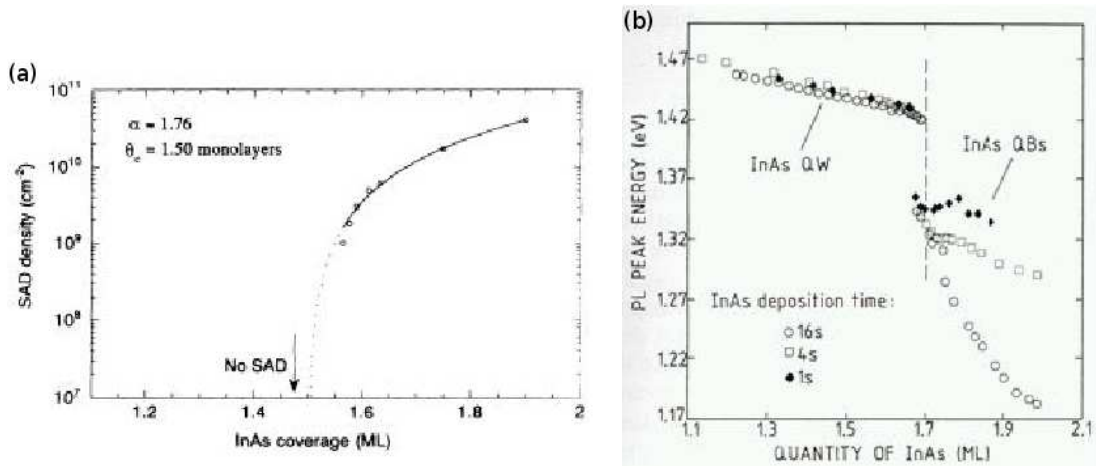 (a)
10^11
10^10
10^9
10^8
10^7
SAD density (cm^-2)
α = 1.76
θ_c = 1.50 monolayers
No SAD
1.2
1.4
1.6
1.8
2
InAs coverage (ML)
(b)
1.47
1.42
1.37
1.32
1.27
1.22
1.17
PL PEAK ENERGY (eV)
InAs QW
InAs QBs
InAs deposition time:
16s
4s
1s
1.1
1.3
1.5
1.7
1.9
2.1
QUANTITY OF InAs (ML)